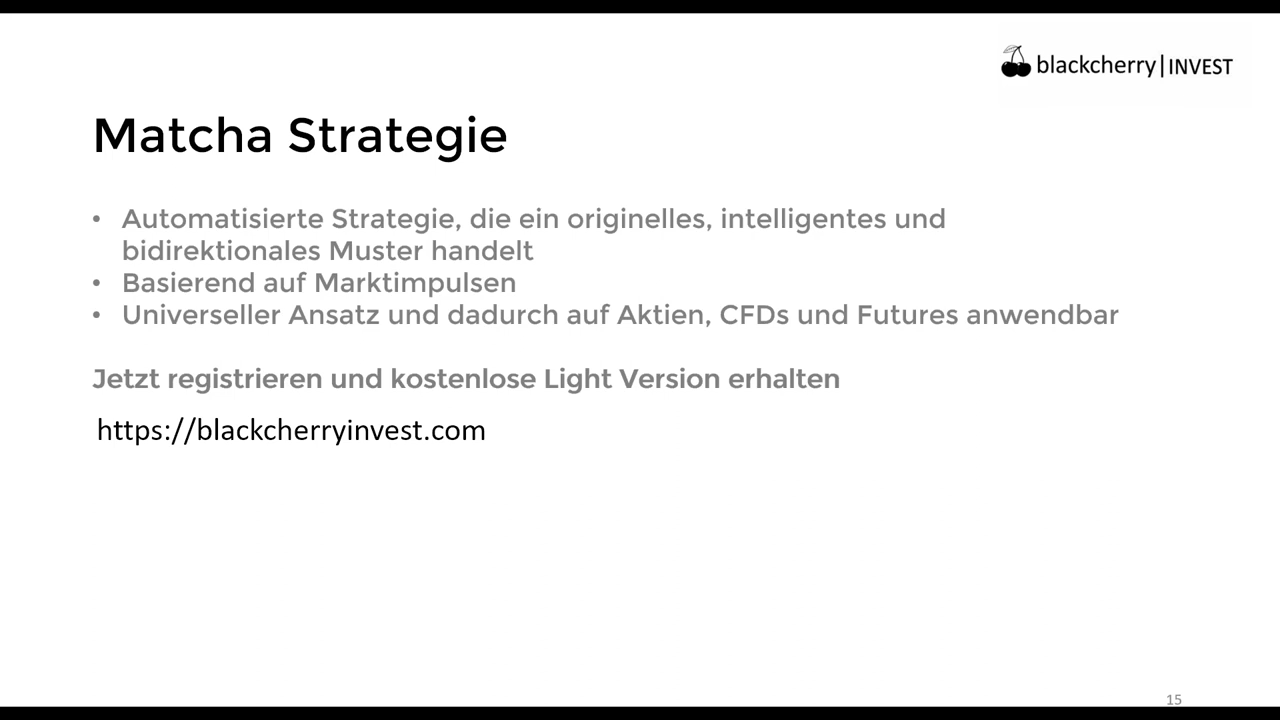 blackcherry|INVEST
Matcha Strategie
• Automatisierte Strategie, die ein originelles, intelligentes und
bidirektionales Muster handelt
• Basierend auf Marktimpulsen
• Universeller Ansatz und dadurch auf Aktien, CFDs und Futures anwendbar
Jetzt registrieren und kostenlose Light Version erhalten
https://blackcherryinvest.com
15